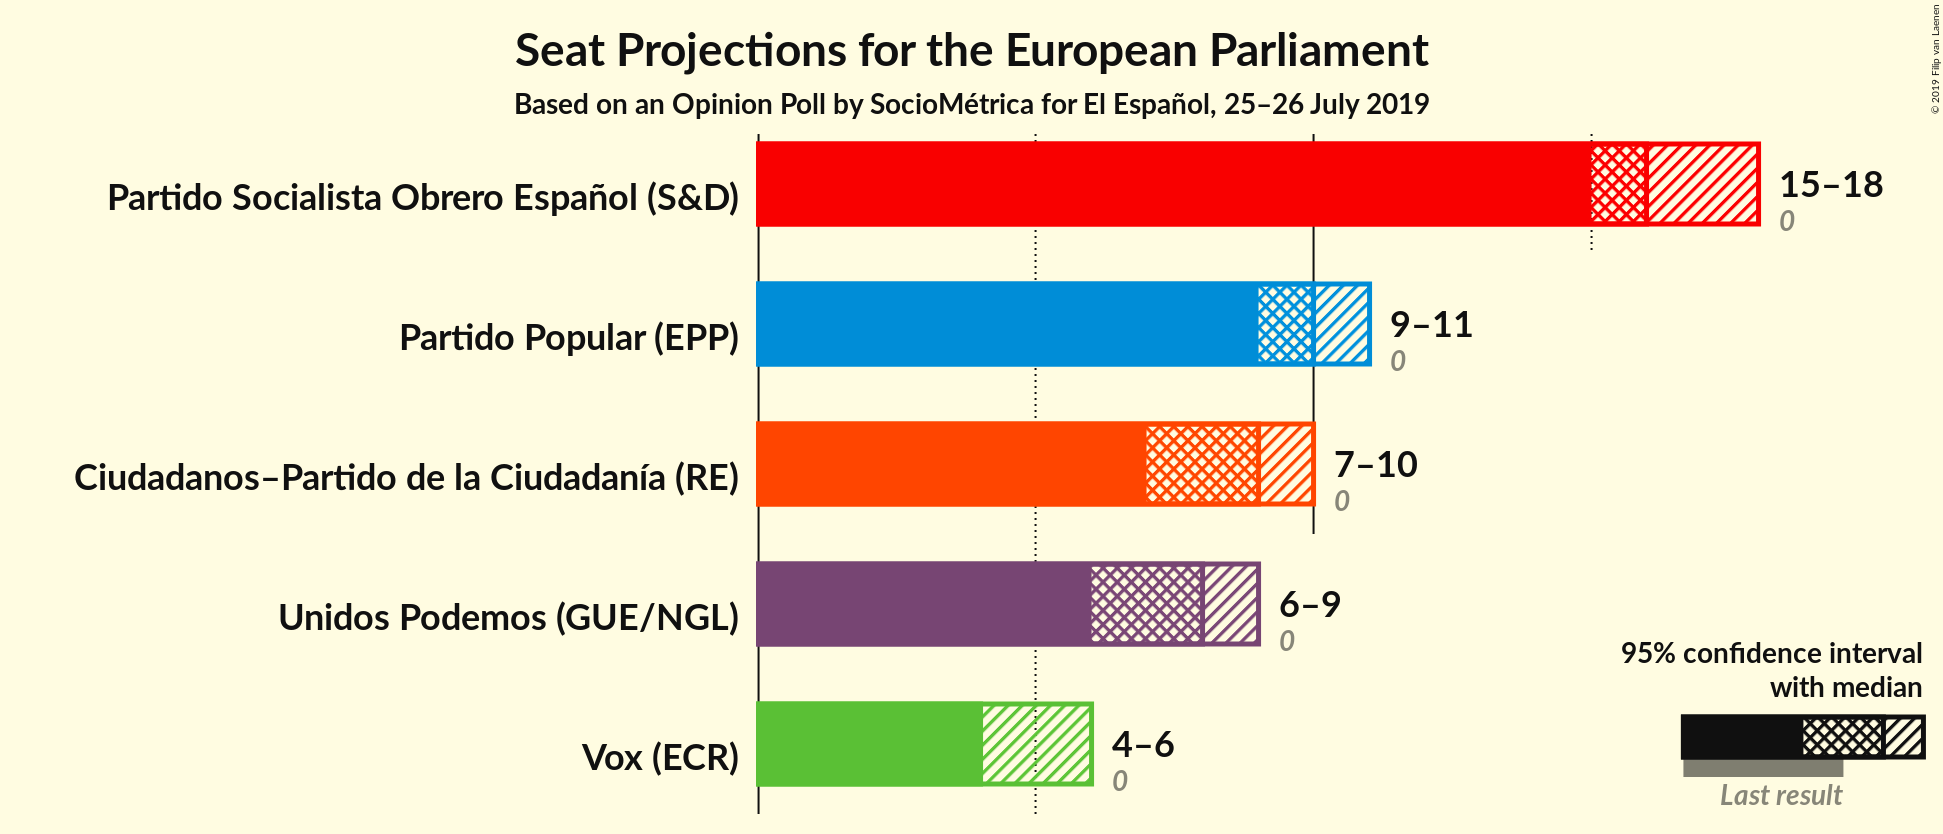 Seat Projections for the European Parliament
Based on an Opinion Poll by SocioMétrica for El Español, 25–26 July 2019
© 2019 Filip van Laenen
Partido Socialista Obrero Español (S&D)
15–18
0
Partido Popular (EPP)
9–11
0
Ciudadanos–Partido de la Ciudadanía (RE)
7–10
0
Unidos Podemos (GUE/NGL)
6–9
0
Vox (ECR)
4–6
0
95% confidence interval
with median
Last result